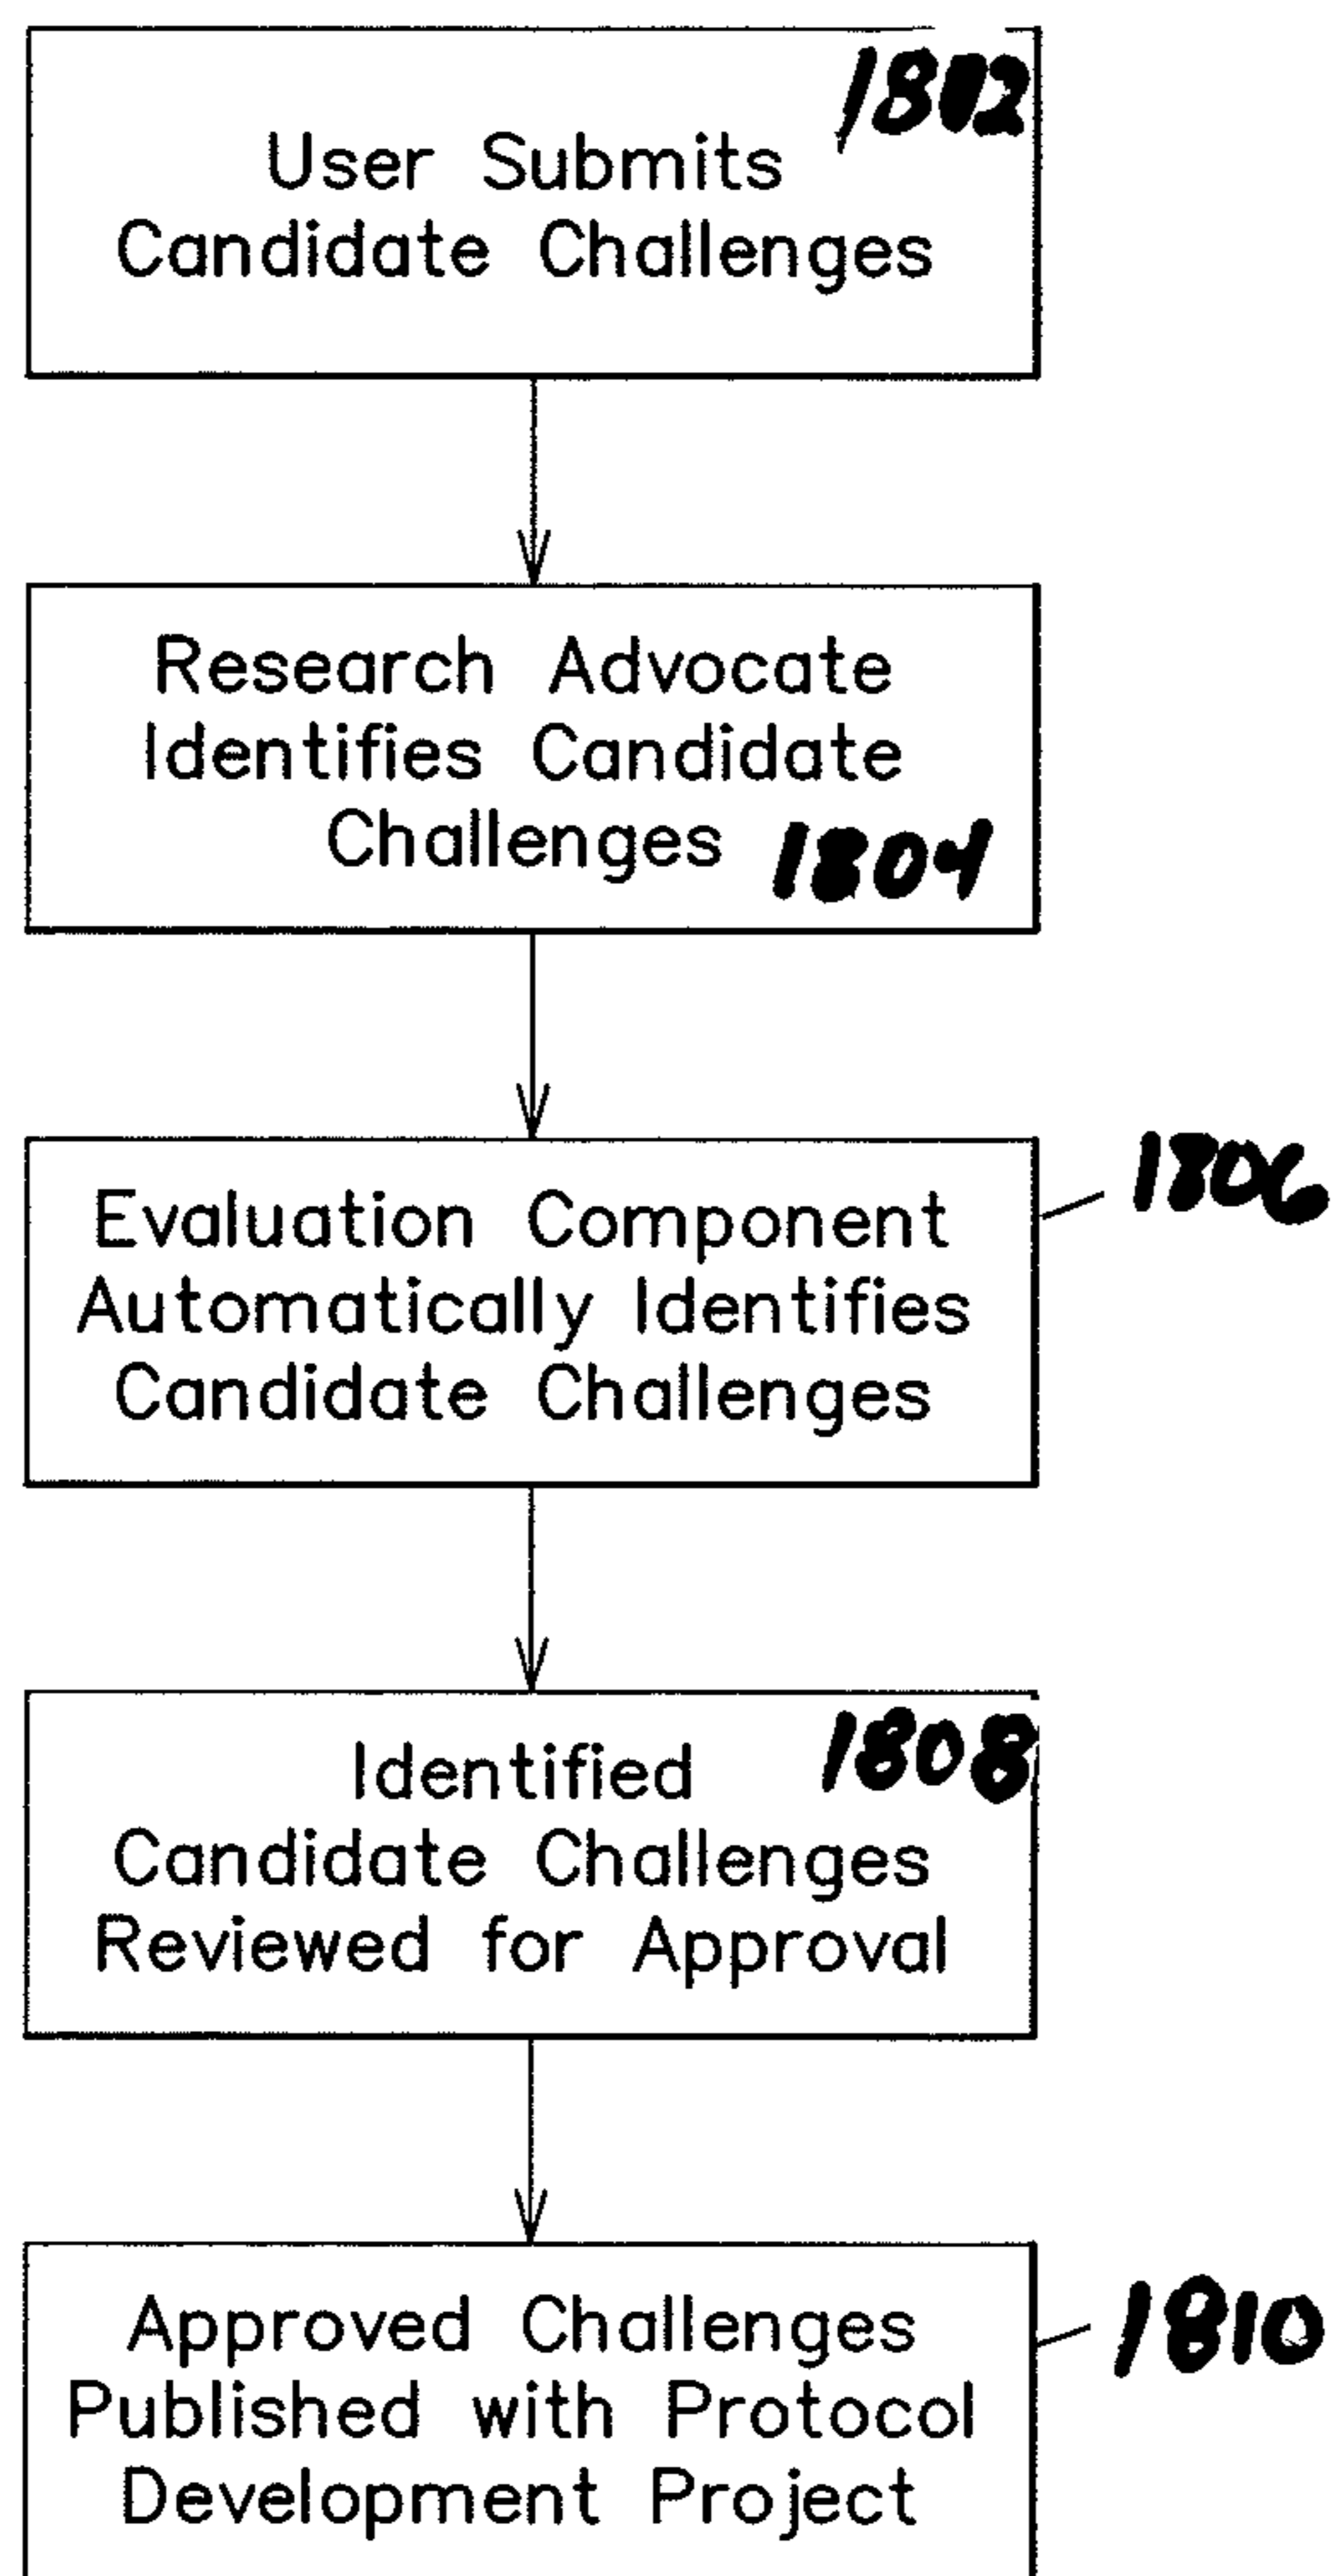 1802
User Submits
Candidate Challenges
Research Advocate
Identifies Candidate
Challenges 1804
Evaluation Component
Automatically Identifies
Candidate Challenges
1806
Identified 1808
Candidate Challenges
Reviewed for Approval
Approved Challenges
Published with Protocol
Development Project
1810